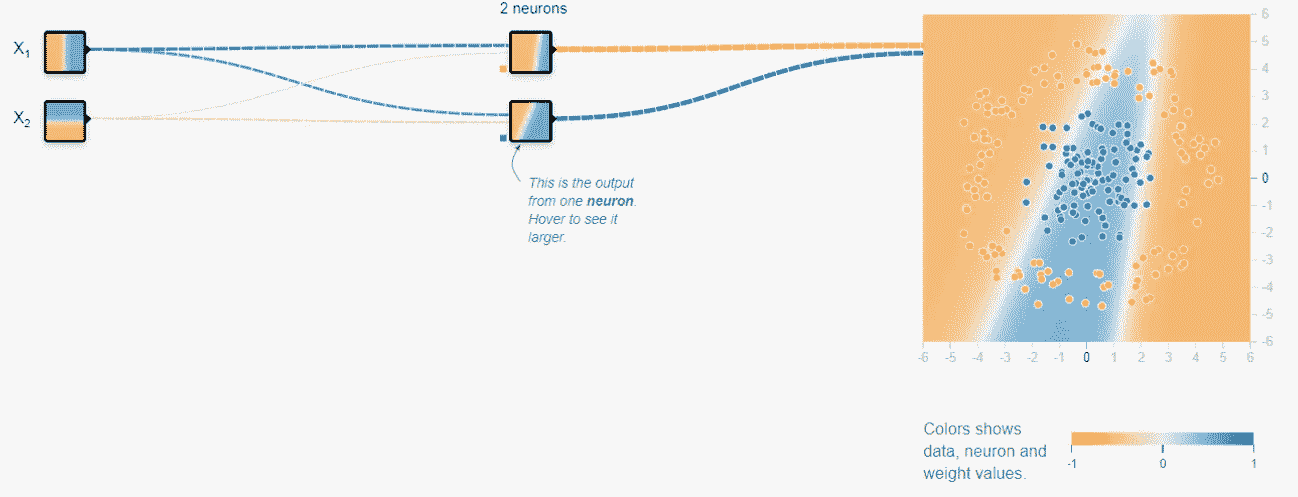 2 neurons
X1
X2
This is the output
from one neuron.
Hover to see it
larger.
6
5
4
3
2
1
0
-1
-2
-3
-4
-5
-6
-6 -5 -4 -3 -2 -1 0 1 2 3 4 5 6
Colors shows
data, neuron and
weight values.
-1 0 1